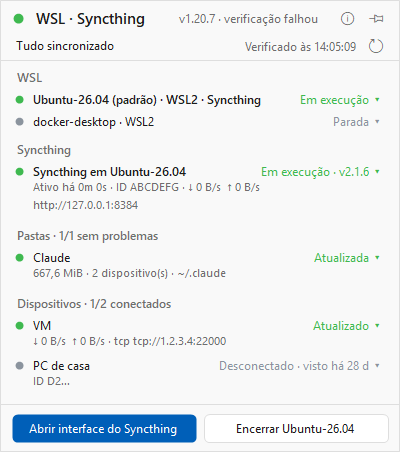 WSL · Syncthing v1.20.7 · verificação falhou
Tudo sincronizado Verificado às 14:05:09
WSL
Ubuntu-26.04 (padrão) · WSL2 · Syncthing Em execução
docker-desktop · WSL2 Parada
Syncthing
Syncthing em Ubuntu-26.04 Em execução · v2.1.6
Ativo há 0m 0s · ID ABCDEFG · ↓ 0 B/s ↑ 0 B/s
http://127.0.0.1:8384
Pastas · 1/1 sem problemas
Claude Atualizada
667,6 MiB · 2 dispositivo(s) · ~/.claude
Dispositivos · 1/2 conectados
VM Atualizado
↓ 0 B/s ↑ 0 B/s · tcp tcp://1.2.3.4:22000
PC de casa Desconectado · visto há 28 d
ID D2...
Abrir interface do Syncthing Encerrar Ubuntu-26.04